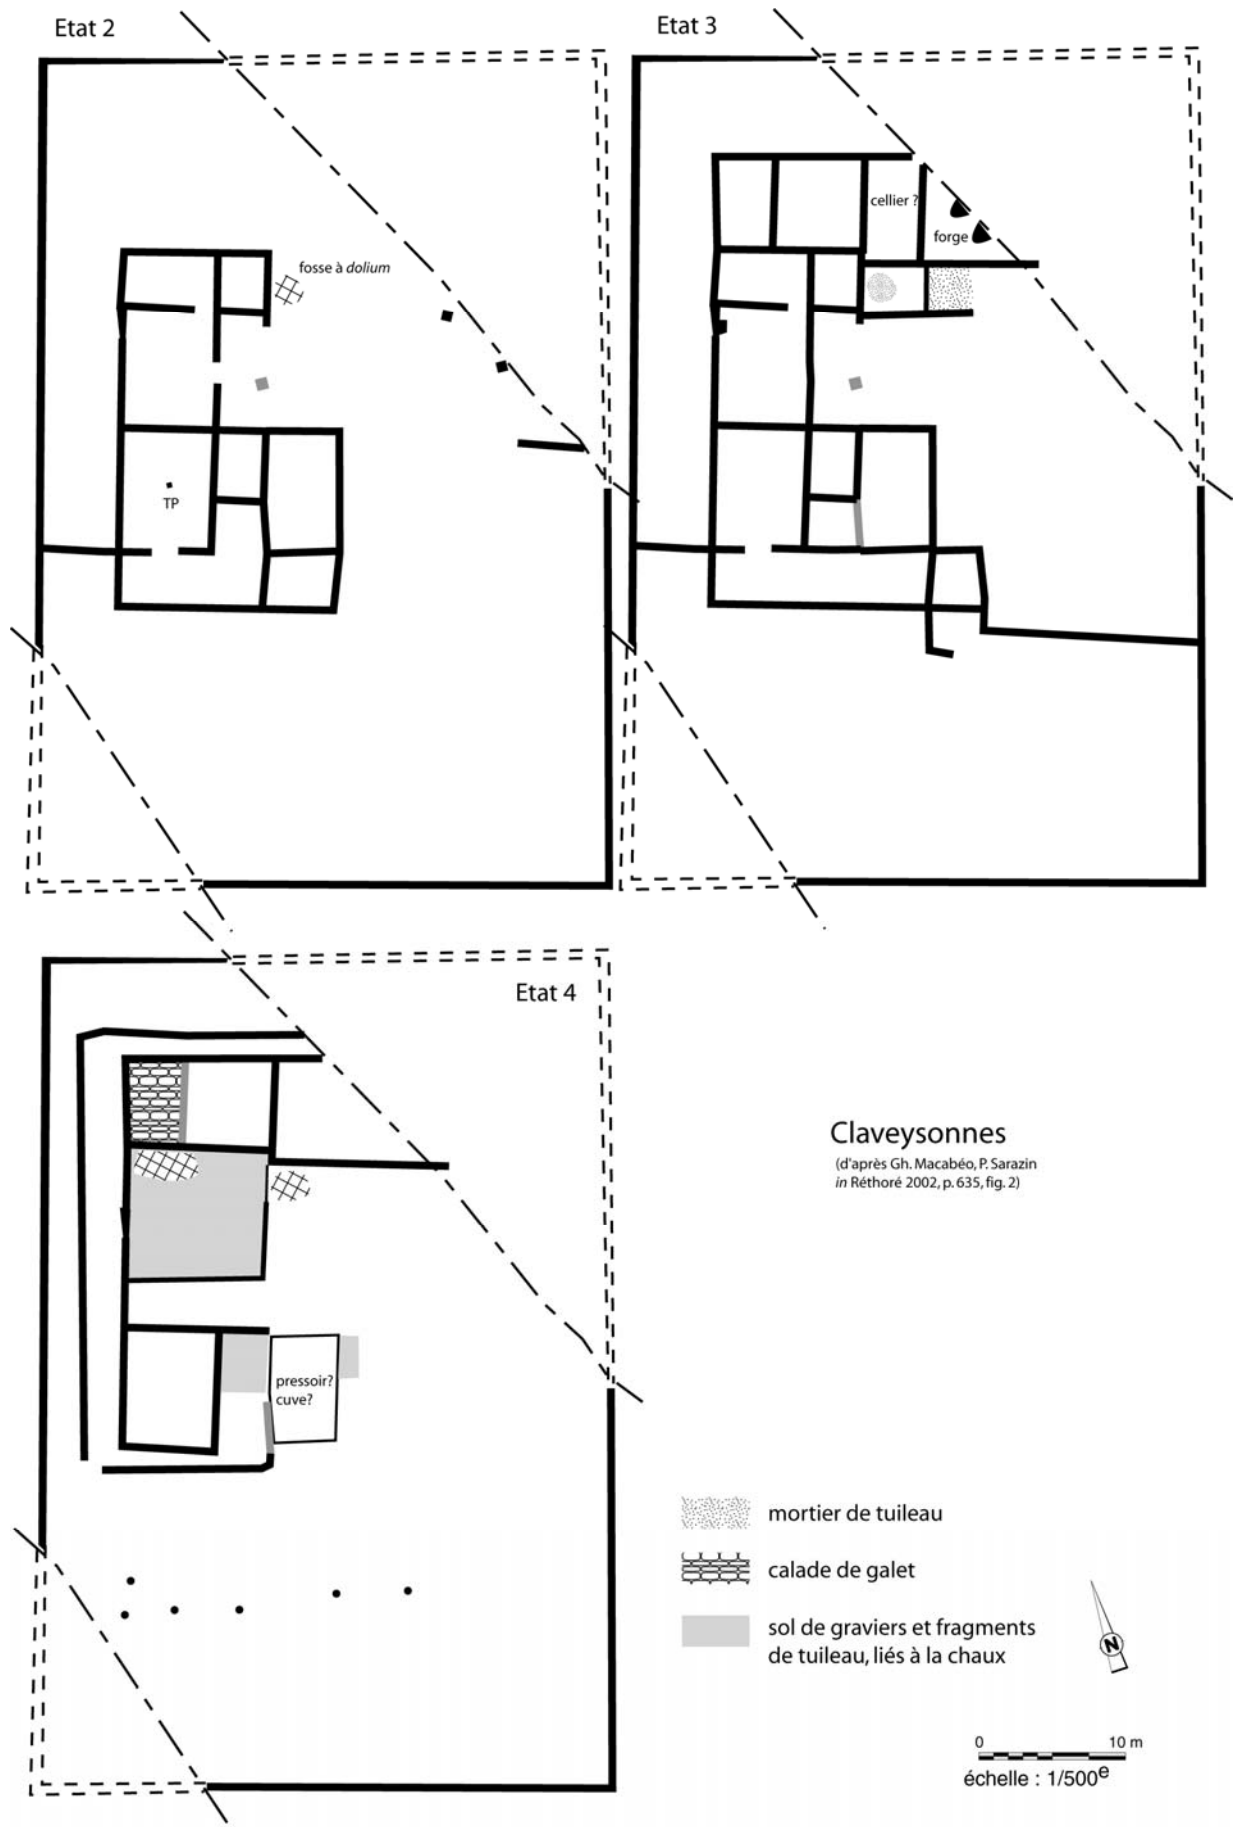 Etat 2
fosse à dolium
TP
Etat 3
cellier ?
forge
Etat 4
pressoir?
cuve?
Claveysonnes
(d'après Gh. Macabéo, P. Sarazin
in Réthoré 2002, p. 635, fig. 2)
mortier de tuileau
calade de galet
sol de graviers et fragments
de tuileau, liés à la chaux
N
0 10 m
échelle : 1/500e